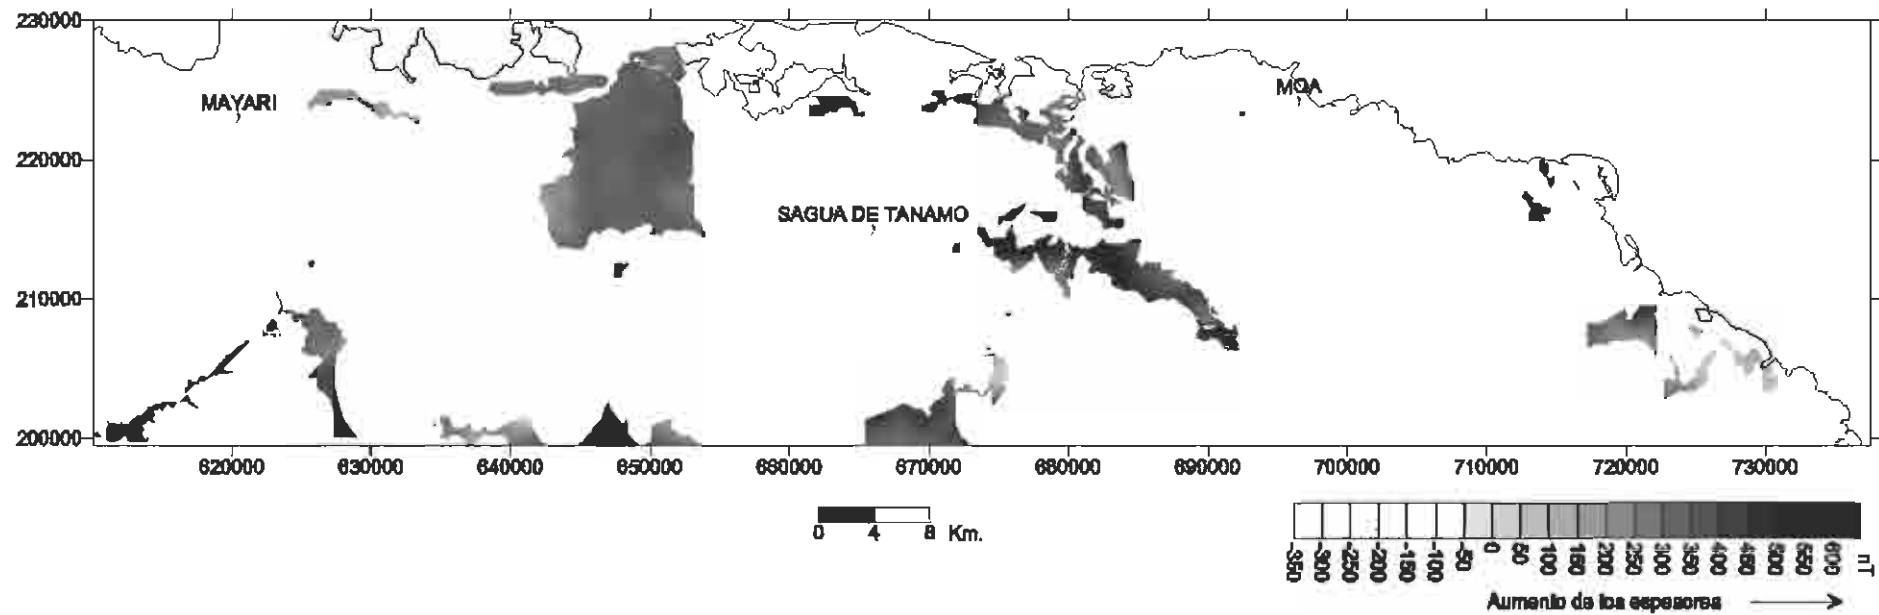 230000
220000
210000
200000
MAYARI
MOA
SAGUA DE TANAMO
620000 630000 640000 650000 660000 670000 680000 690000 700000 710000 720000 730000
0 4 8 Km.
-350 -300 -250 -200 -150 -100 -50 0 50 100 150 200 250 300 350 400 450 500 550 600 nT
Aumento de los espesores